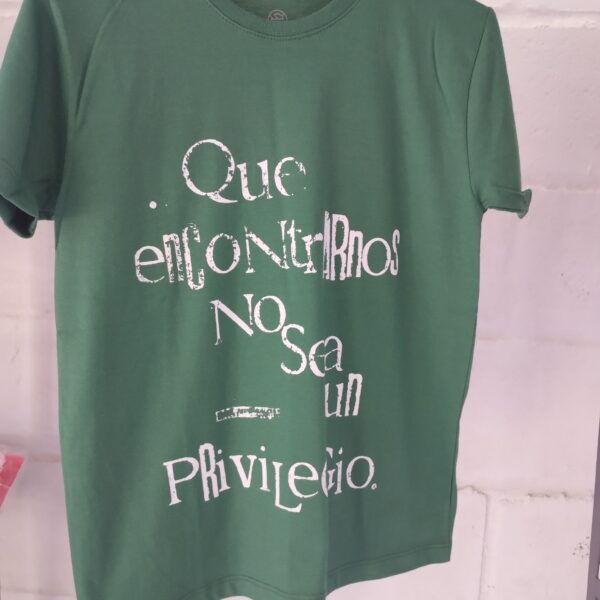 Que
encoNtrARnos
NO
Sea
un
PRiviLeGio.